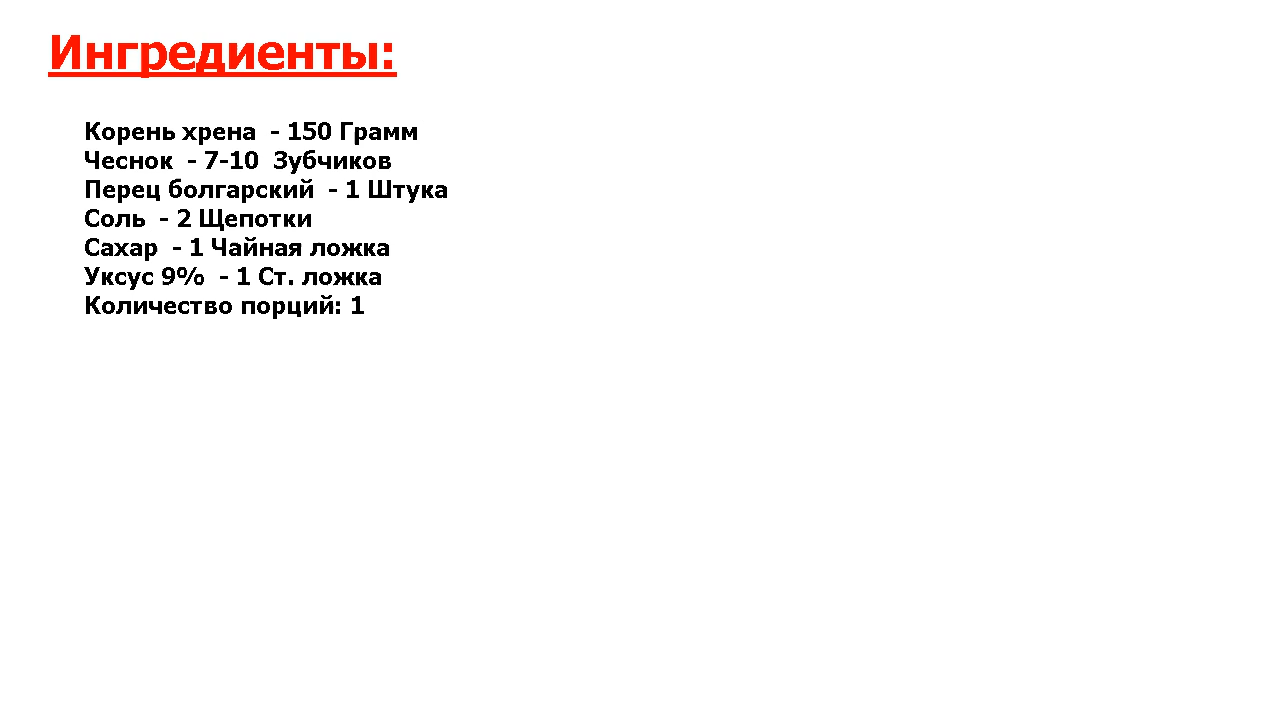 Ингредиенты:
Корень хрена  - 150 Грамм
Чеснок  - 7-10  Зубчиков
Перец болгарский  - 1 Штука
Соль  - 2 Щепотки
Сахар  - 1 Чайная ложка
Уксус 9%  - 1 Ст. ложка
Количество порций: 1